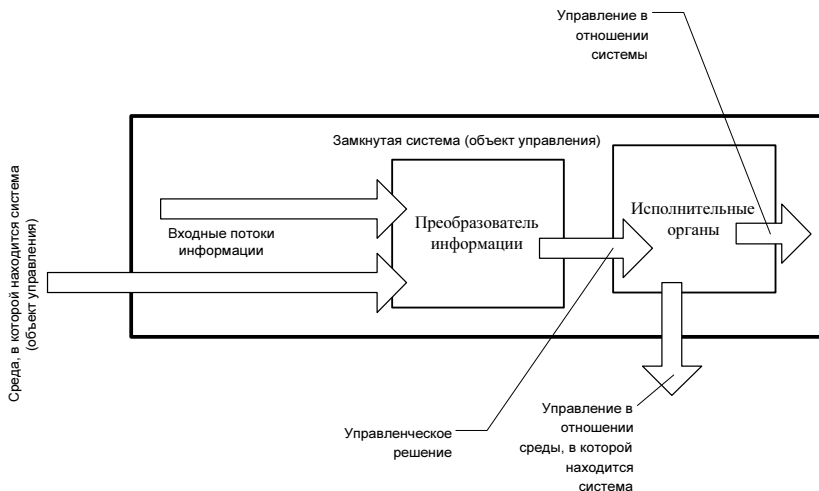 Управление в
отношении
системы
Замкнутая система (объект управления)
Среда, в которой находится система
(объект управления)
Входные потоки
информации
Преобразователь
информации
Исполнительные
органы
Управленческое
решение
Управление в
отношении
среды, в которой
находится
система